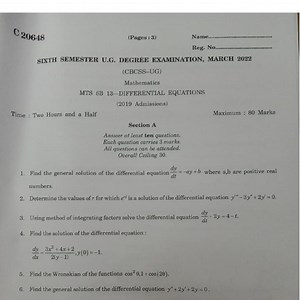 C 20648
(Pages : 3)
Name
Reg. No
SIXTH SEMESTER U.G. DEGREE EXAMINATION, MARCH 2022
(CBCSS-UG)
Mathematics
MTS 6B 13—DIFFERENTIAL EQUATIONS
(2019 Admissions)
Time : Two Hours and a Half Maximum : 80 Marks
Section A
Answer at least ten questions.
Each question carries 3 marks.
All questions can be attended.
Overall Ceiling 30.
1. Find the general solution of the differential equation dy/dt = -ay + b where a,b are positive real
numbers.
2. Determine the values of r for which e^rt is a solution of the differential equation y''' - 3y'' + 2y' = 0.
3. Using method of integrating factors solve the differential equation dy/dt - 2y = 4 - t.
4. Find the solution of the differential equation :
dy/dx = 3x² + 4x + 2 / 2(y - 1), y(0) = -1.
5. Find the Wronskian of the functions cos² θ, 1 + cos(2θ).
6. Find the general solution of the differential equation y'' + 2y' + 2y = 0.